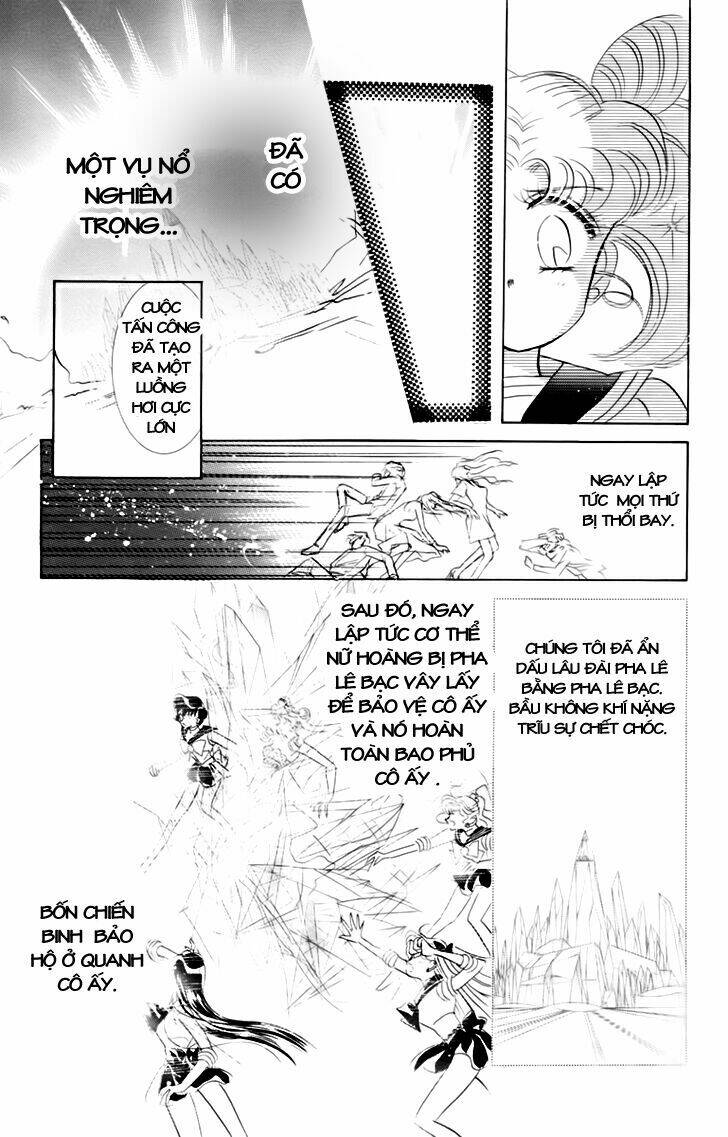 ĐÃ
CÓ
MỘT VỤ NỔ
NGHIÊM
TRỌNG...
CUỘC
TẤN CÔNG
ĐÃ TẠO
RA MỘT
LUỒNG
HƠI CỰC
LỚN
NGAY LẬP
TỨC MỌI THỨ
BỊ THỔI BAY.
SAU ĐÓ, NGAY
LẬP TỨC CƠ THỂ
NỮ HOÀNG BỊ PHA
LÊ BẠC VÂY LẤY
ĐỂ BẢO VỆ CÔ ẤY
VÀ NÓ HOÀN
TOÀN BAO PHỦ
CÔ ẤY .
CHÚNG TÔI ĐÃ ẨN
DẤU LÂU ĐÀI PHA LÊ
BẰNG PHA LÊ BẠC.
BẦU KHÔNG KHÍ NẶNG
TRĨU SỰ CHẾT CHÓC.
BỐN CHIẾN
BINH BẢO
HỘ Ở QUANH
CÔ ẤY.